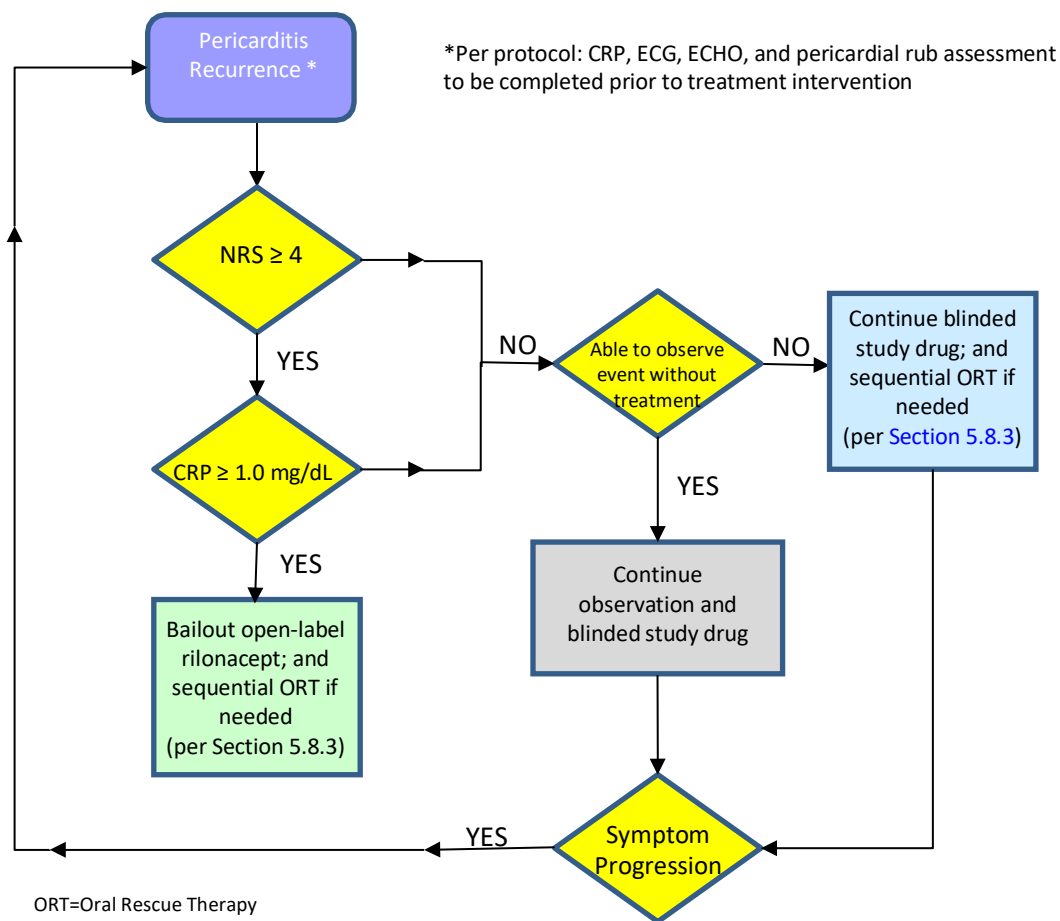 Pericarditis
Recurrence *
*Per protocol: CRP, ECG, ECHO, and pericardial rub assessment
to be completed prior to treatment intervention
NRS ≥ 4
YES
NO
CRP ≥ 1.0 mg/dL
YES
Bailout open-label
rilonacept; and
sequential ORT if
needed
(per Section 5.8.3)
Able to observe
event without
treatment
NO
Continue blinded
study drug; and
sequential ORT if
needed
(per Section 5.8.3)
YES
Continue
observation and
blinded study drug
Symptom
Progression
YES
ORT=Oral Rescue Therapy